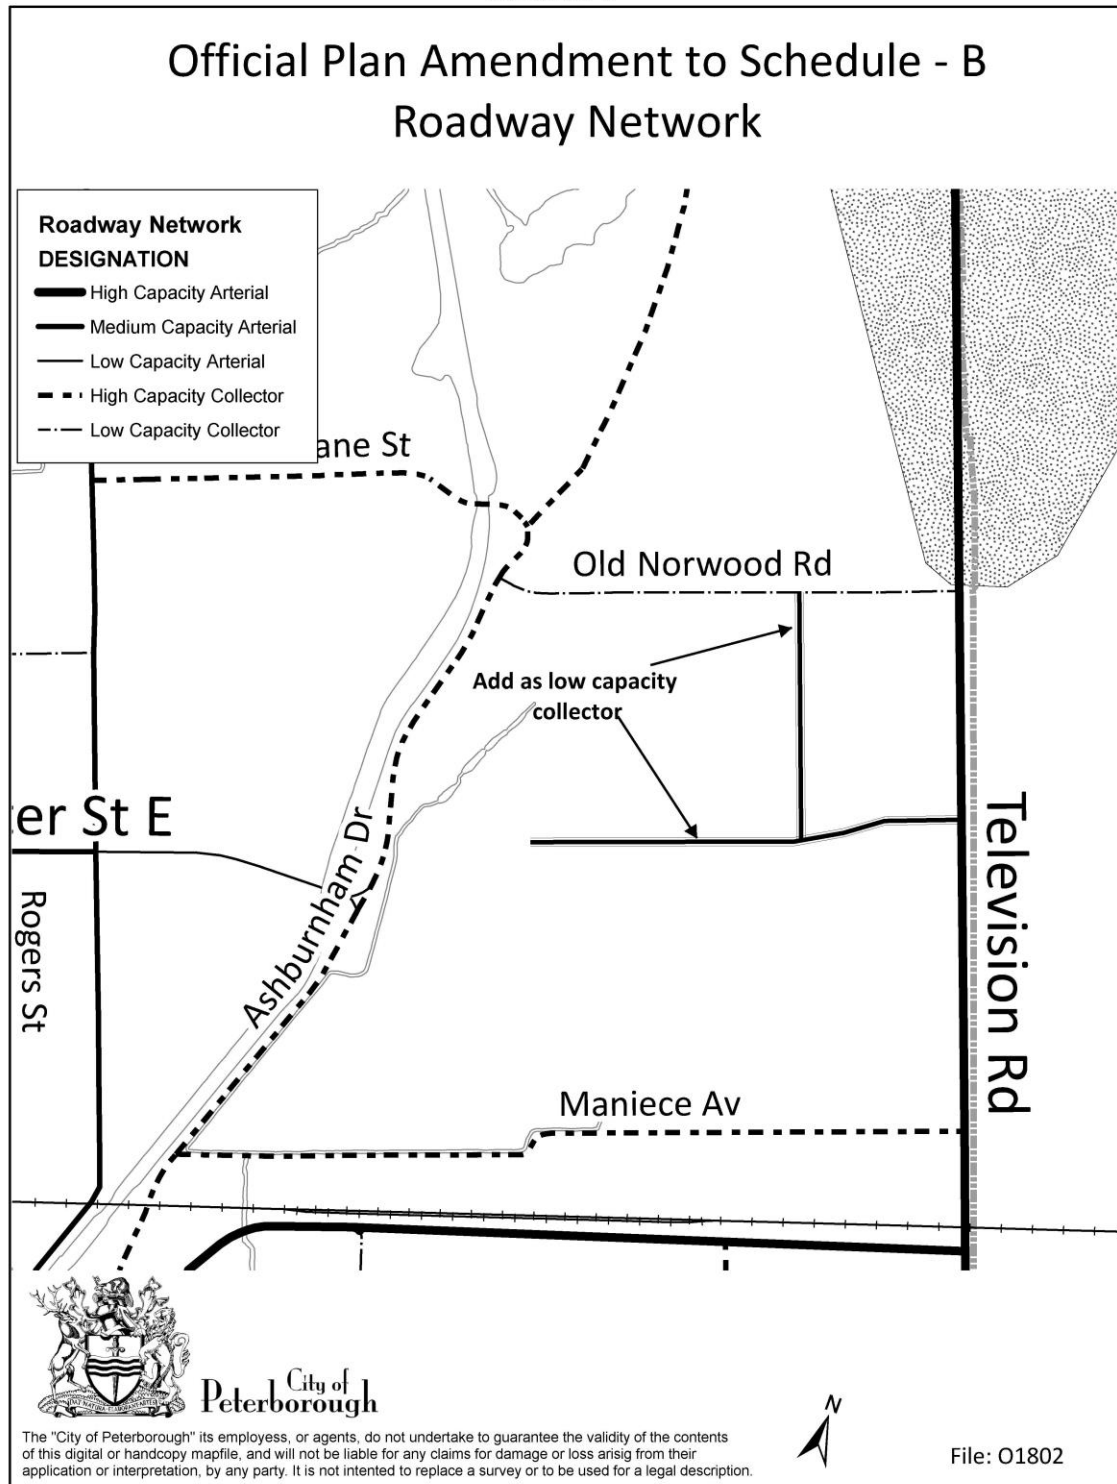 Official Plan Amendment to Schedule - B
Roadway Network
Roadway Network
DESIGNATION
High Capacity Arterial
Medium Capacity Arterial
Low Capacity Arterial
High Capacity Collector
Low Capacity Collector
ane St
Old Norwood Rd
Add as low capacity
collector
er St E
Ashburnham Dr
Rogers St
Television Rd
Maniece Av
City of
Peterborough
N
The "City of Peterborough" its employess, or agents, do not undertake to guarantee the validity of the contents
of this digital or handcopy mapfile, and will not be liable for any claims for damage or loss arisig from their
application or interpretation, by any party. It is not intented to replace a survey or to be used for a legal description.
File: O1802